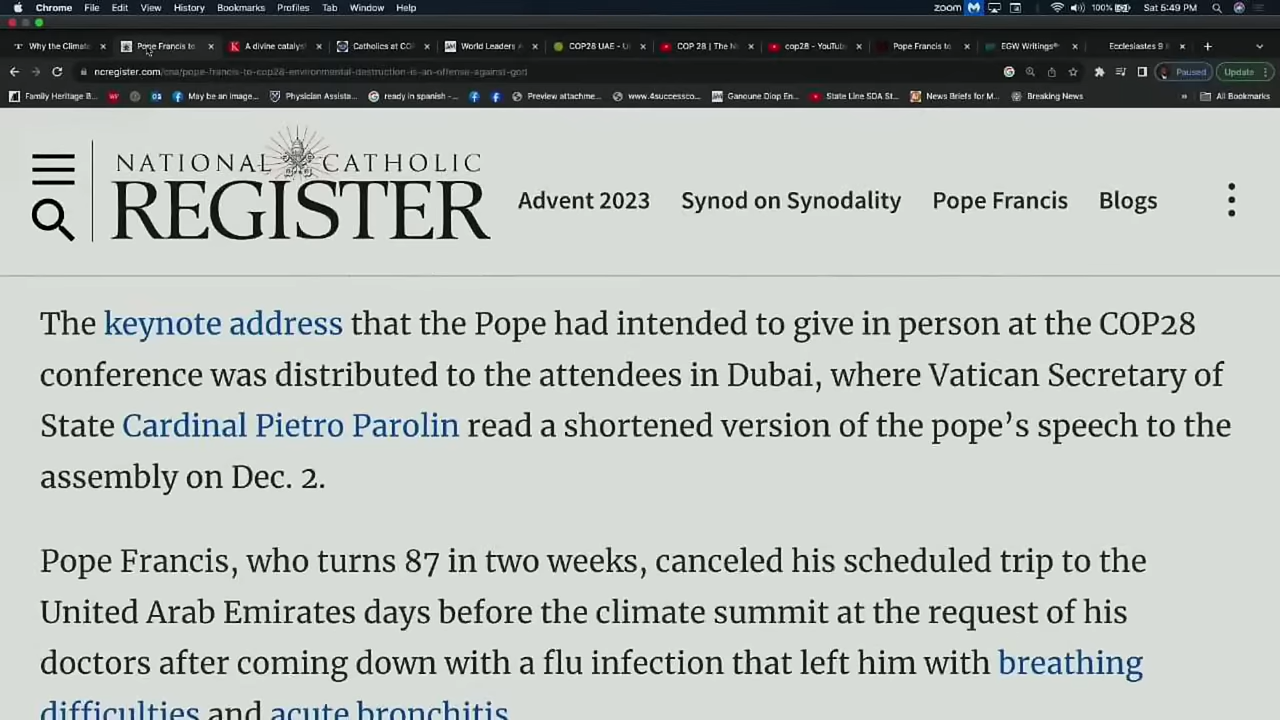 Chrome File Edit View History Bookmarks Profiles Tab Window Help zoom 100% Sat 5:49 PM
Why the Climate Pope Francis to A divine catalys Catholics at CO World Leaders COP28 UAE - U COP 28 | The N cop28 - YouTub Pope Francis to EGW Writings® Ecclesiastes 9
ncregister.com/cna/pope-francis-to-cop28-environmental-destruction-is-an-offense-against-god Paused Update
Family Heritage B... May be an image... Physician Assista... ready in spanish -... Preview attachme... www.4successco... Ganoune Diop En... State Line SDA St... News Briefs for M... Breaking News » All Bookmarks
NATIONAL CATHOLIC
REGISTER
Advent 2023 Synod on Synodality Pope Francis Blogs
The keynote address that the Pope had intended to give in person at the COP28
conference was distributed to the attendees in Dubai, where Vatican Secretary of
State Cardinal Pietro Parolin read a shortened version of the pope’s speech to the
assembly on Dec. 2.
Pope Francis, who turns 87 in two weeks, canceled his scheduled trip to the
United Arab Emirates days before the climate summit at the request of his
doctors after coming down with a flu infection that left him with breathing
difficulties and acute bronchitis.